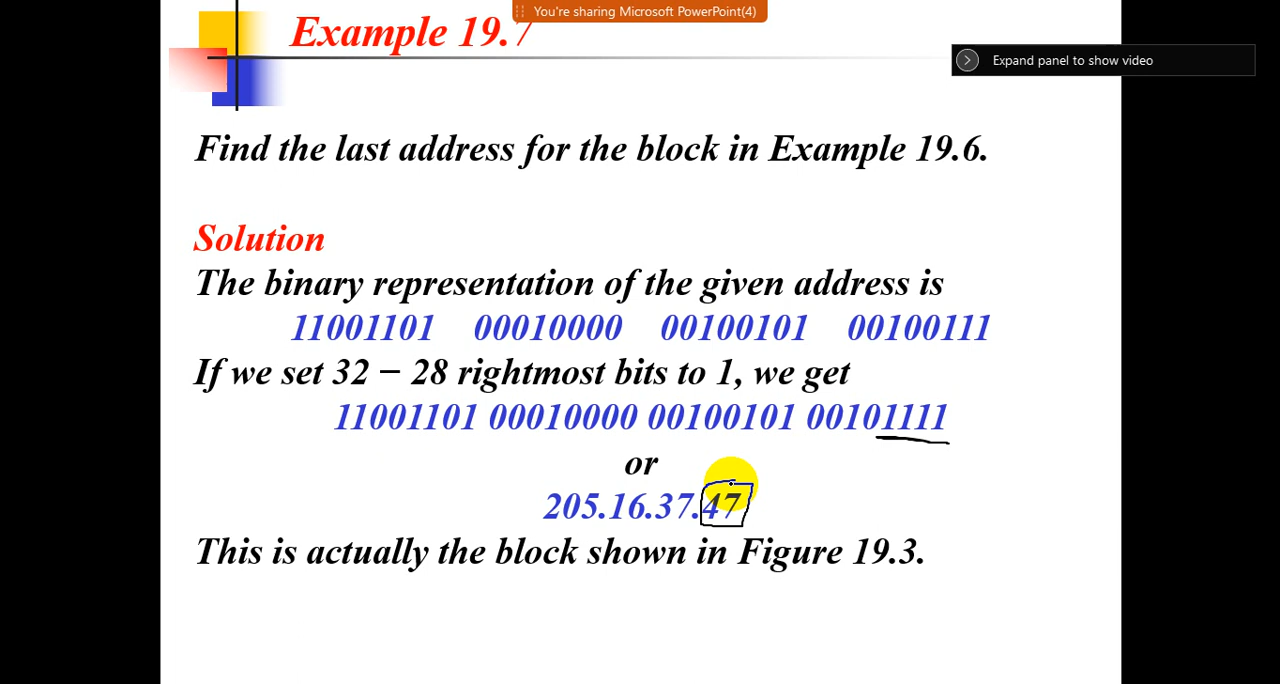 You're sharing Microsoft PowerPoint(4)
Example 19.7
Expand panel to show video
Find the last address for the block in Example 19.6.
Solution
The binary representation of the given address is
11001101 00010000 00100101 00100111
If we set 32 − 28 rightmost bits to 1, we get
11001101 00010000 00100101 00101111
or
205.16.37.47
This is actually the block shown in Figure 19.3.